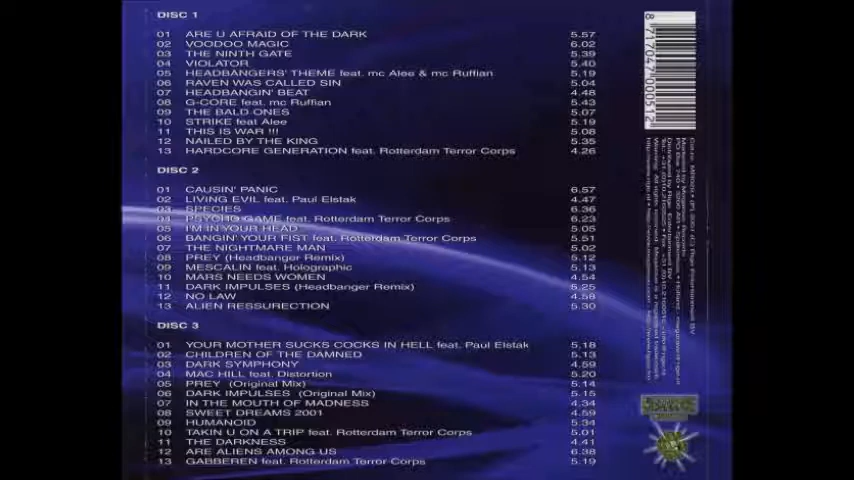 DISC 1
01 ARE U AFRAID OF THE DARK 5.57
02 VOODOO MAGIC 6.02
03 THE NINTH GATE 5.39
04 VIOLATOR 5.40
05 HEADBANGERS' THEME feat. mc Alee & mc Ruffian 5.19
06 RAVEN WAS CALLED SIN 5.04
07 HEADBANGIN' BEAT 4.48
08 G-CORE feat. mc Ruffian 5.43
09 THE BALD ONES 5.07
10 STRIKE feat Alee 5.19
11 THIS IS WAR !!! 5.08
12 NAILED BY THE KING 5.35
13 HARDCORE GENERATION feat. Rotterdam Terror Corps 4.26
DISC 2
01 CAUSIN' PANIC 6.57
02 LIVING EVIL feat. Paul Elstak 4.47
03 SPECIES 6.36
04 PSYCHO GAME feat. Rotterdam Terror Corps 6.23
05 I'M IN YOUR HEAD 5.05
06 BANGIN' YOUR FIST feat. Rotterdam Terror Corps 5.51
07 THE NIGHTMARE MAN 5.02
08 PREY (Headbanger Remix) 5.12
09 MESCALIN feat. Holographic 5.13
10 MARS NEEDS WOMEN 4.54
11 DARK IMPULSES (Headbanger Remix) 5.25
12 NO LAW 4.58
13 ALIEN RESSURECTION 5.30
DISC 3
01 YOUR MOTHER SUCKS COCKS IN HELL feat. Paul Elstak 5.18
02 CHILDREN OF THE DAMNED 5.13
03 DARK SYMPHONY 4.59
04 MAC HILL feat. Distortion 5.20
05 PREY (Original Mix) 5.14
06 DARK IMPULSES (Original Mix) 5.15
07 IN THE MOUTH OF MADNESS 4.34
08 SWEET DREAMS 2001 4.59
09 HUMANOID 5.34
10 TAKIN U ON A TRIP feat. Rotterdam Terror Corps 5.01
11 THE DARKNESS 4.41
12 ARE ALIENS AMONG US 6.38
13 GABBEREN feat. Rotterdam Terror Corps 5.19
8 717047 000512